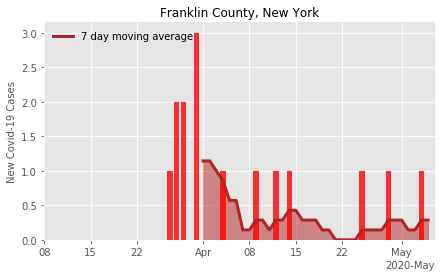 Franklin County, New York
7 day moving average
New Covid-19 Cases
3.0
2.5
2.0
1.5
1.0
0.5
0.0
08 15 22 Apr 08 15 22 May
2020-May